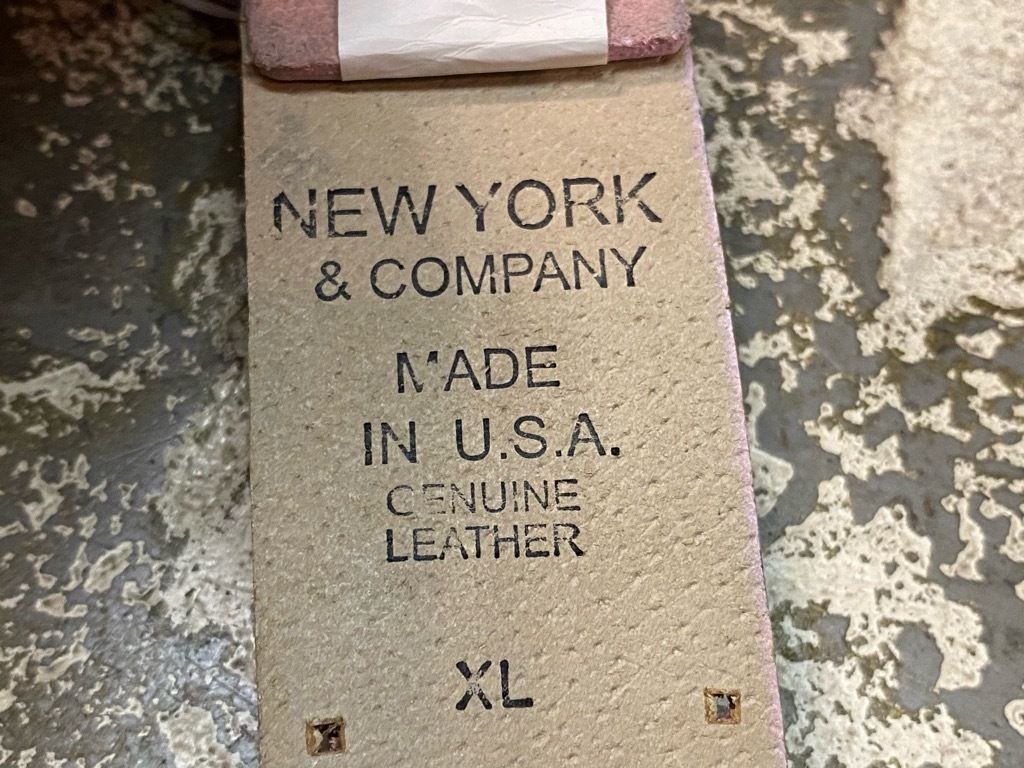 NEW YORK
& COMPANY
MADE
IN U.S.A.
GENUINE
LEATHER
XL